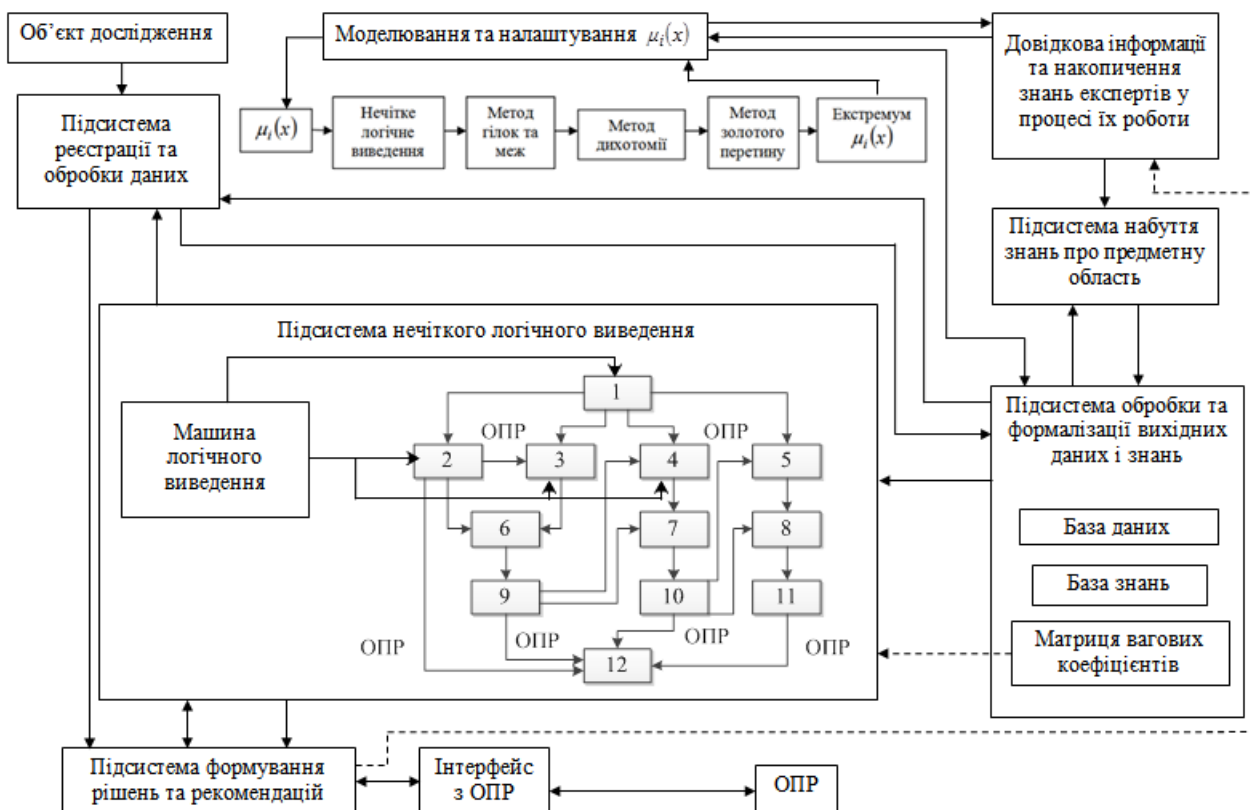 Об’єкт дослідження
Моделювання та налаштування μi(x)
Довідкова інформації
та накопичення
знань експертів у
процесі їх роботи
Підсистема
реєстрації та
обробки даних
μi(x)
Нечітке
логічне
виведення
Метод
гілок та
меж
Метод
дихотомії
Метод
золотого
перетину
Екстремум
μi(x)
Підсистема набуття
знань про предметну
область
Підсистема нечіткого логічного виведення
Машина
логічного
виведення
1
ОПР
ОПР
2
3
4
5
6
7
8
9
10
11
ОПР
ОПР
ОПР
ОПР
12
Підсистема обробки та
формалізації вихідних
даних і знань
База даних
База знань
Матриця вагових
коефіцієнтів
Підсистема формування
рішень та рекомендацій
Інтерфейс
з ОПР
ОПР